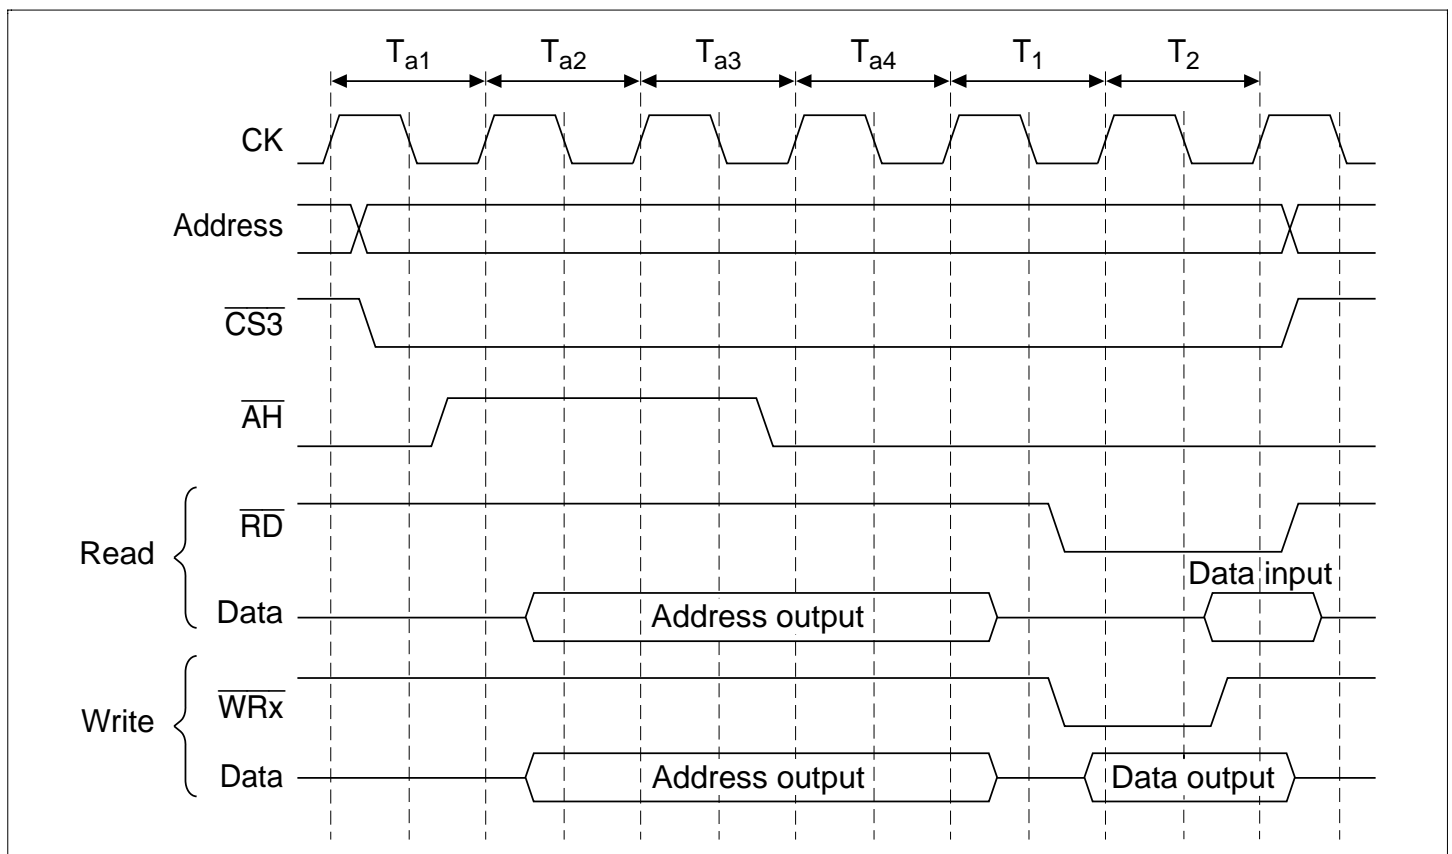 Ta1 Ta2 Ta3 Ta4 T1 T2
CK
Address
CS3
AH
RD
Read
Data input
Data Address output
WRx
Write
Data Address output Data output